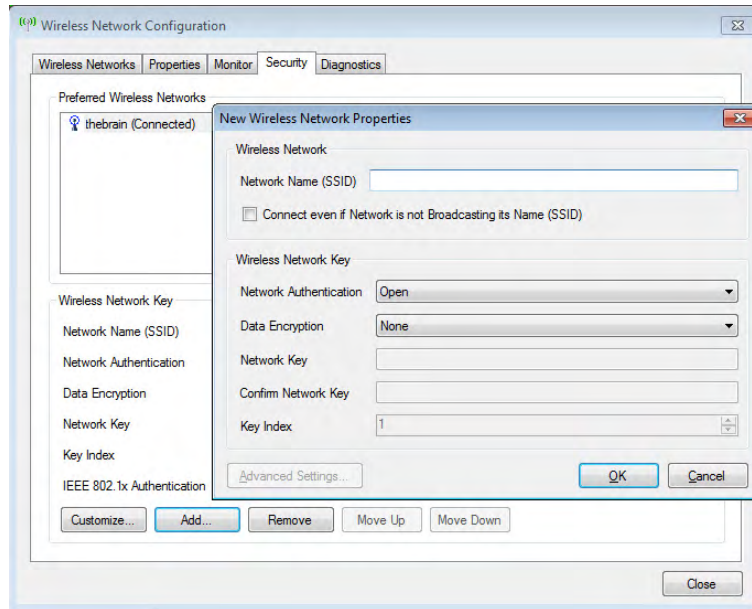 Wireless Network Configuration
Wireless Networks Properties Monitor Security Diagnostics
Preferred Wireless Networks
thebrain (Connected)
New Wireless Network Properties
Wireless Network
Network Name (SSID)
Connect even if Network is not Broadcasting its Name (SSID)
Wireless Network Key
Network Authentication Open
Data Encryption None
Network Key
Confirm Network Key
Key Index 1
Advanced Settings... OK Cancel
Wireless Network Key
Network Name (SSID)
Network Authentication
Data Encryption
Network Key
Key Index
IEEE 802.1x Authentication
Customize... Add... Remove Move Up Move Down
Close